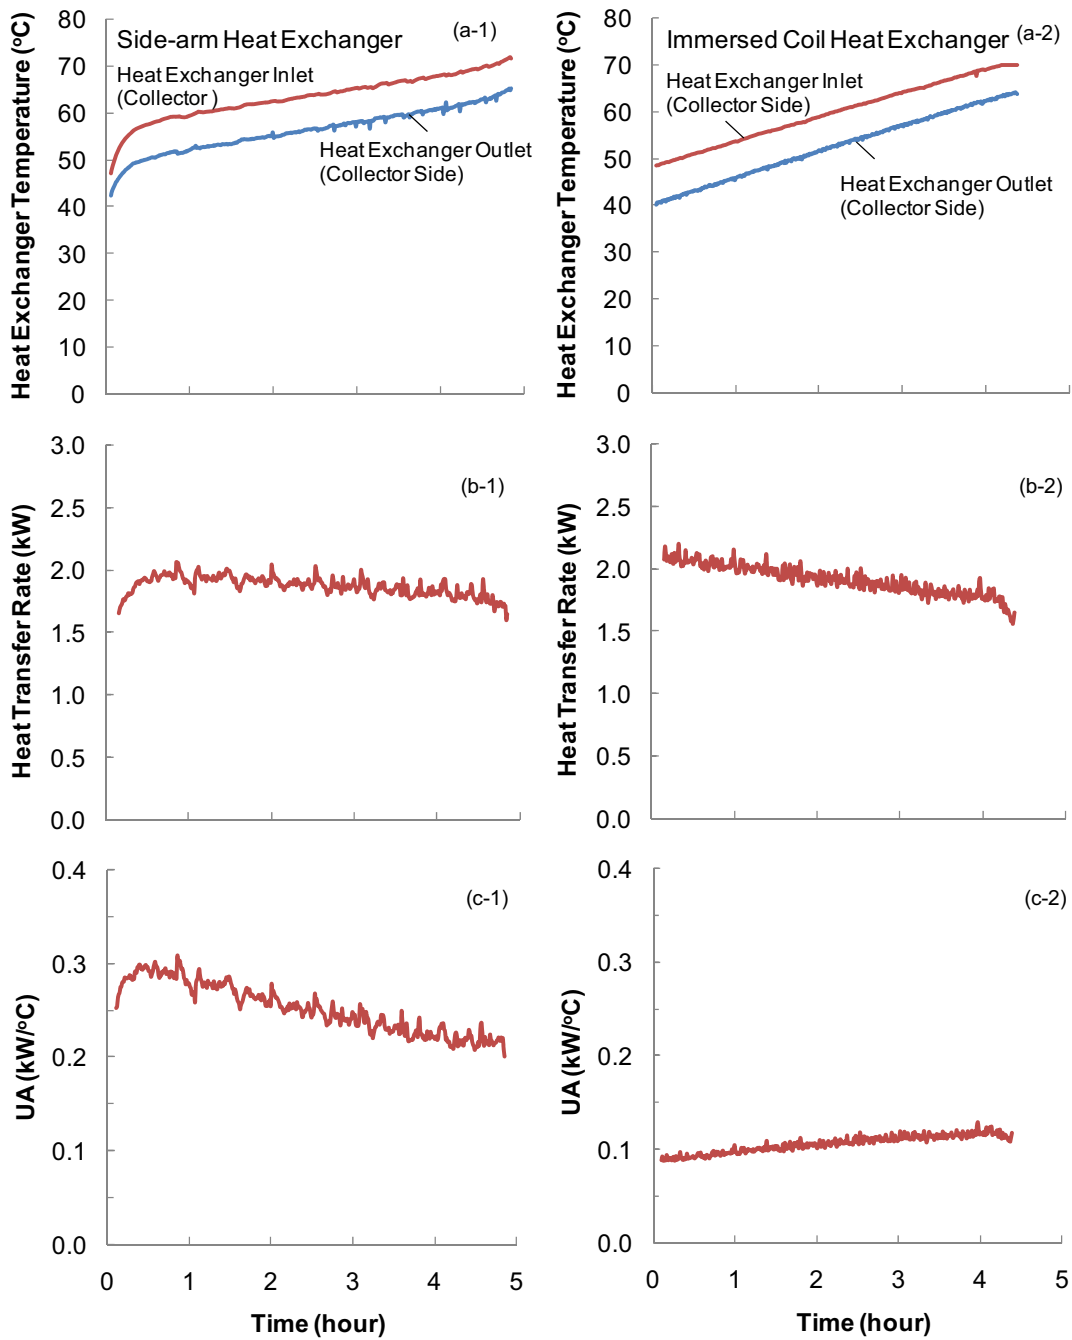 Heat Exchanger Temperature (°C)
80
70
60
50
40
30
20
10
0
Side-arm Heat Exchanger
(a-1)
Heat Exchanger Inlet
(Collector )
Heat Exchanger Outlet
(Collector Side)
Heat Exchanger Temperature (°C)
80
70
60
50
40
30
20
10
0
Immersed Coil Heat Exchanger
(a-2)
Heat Exchanger Inlet
(Collector Side)
Heat Exchanger Outlet
(Collector Side)
Heat Transfer Rate (kW)
3.0
2.5
2.0
1.5
1.0
0.5
0.0
(b-1)
Heat Transfer Rate (kW)
3.0
2.5
2.0
1.5
1.0
0.5
0.0
(b-2)
UA (kW/°C)
0.4
0.3
0.2
0.1
0.0
(c-1)
0 1 2 3 4 5
Time (hour)
UA (kW/°C)
0.4
0.3
0.2
0.1
0.0
(c-2)
0 1 2 3 4 5
Time (hour)